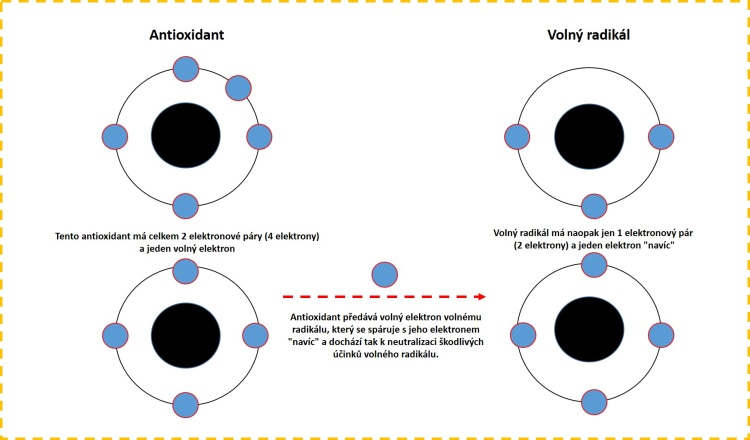 Antioxidant
Volný radikál
Tento antioxidant má celkem 2 elektronové páry (4 elektrony)
a jeden volný elektron
Volný radikál má naopak jen 1 elektronový pár
(2 elektrony) a jeden elektron "navíc"
Antioxidant předává volný elektron volnému
radikálu, který se spáruje s jeho elektronem
"navíc" a dochází tak k neutralizaci škodlivých
účinků volného radikálu.